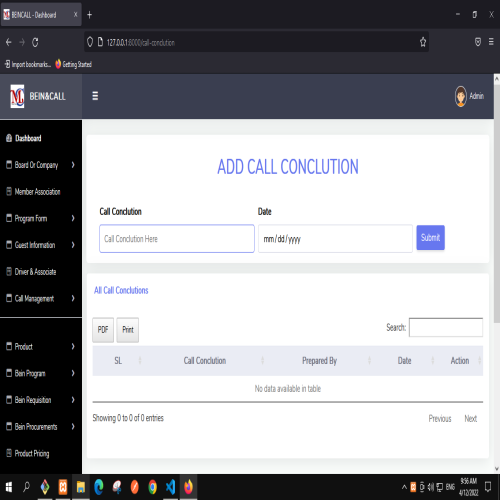 BEINCALL - Dashboard
127.0.0.1:6000/call-conclution
Import bookmarks... Getting Started
BEIN&CALL
Admin
Dashboard
Board Or Company
Member Association
Program Form
Guest Information
Driver & Associate
Call Management
Product
Bein Program
Bein Requisition
Bein Procurements
Product Pricing
ADD CALL CONCLUTION
Call Conclution Date
Call Conclution Here mm/dd/yyyy Submit
All Call Conclutions
PDF Print Search:
SL Call Conclution Prepared By Date Action
No data available in table
Showing 0 to 0 of 0 entries Previous Next
ENG 9:56 AM
4/12/2022